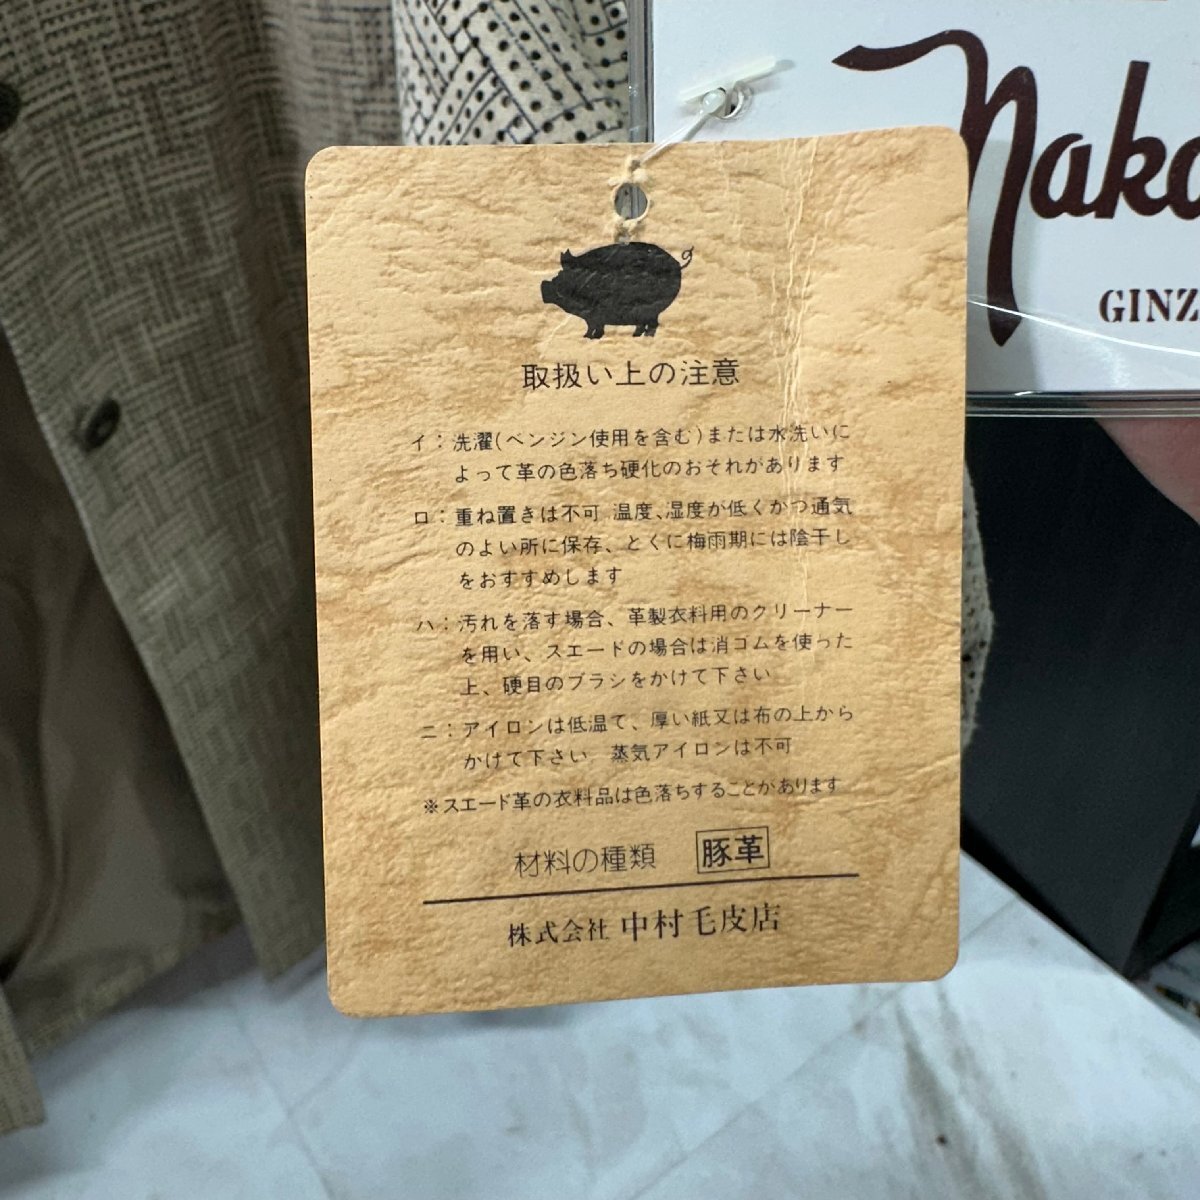 Naka
GINZ
取扱い上の注意
イ：洗濯(ベンジン使用を含む)または水洗いに
よって革の色落ち硬化のおそれがあります
ロ：重ね置きは不可 温度、湿度が低くかつ通気
のよい所に保存、とくに梅雨期には陰干し
をおすすめします
ハ：汚れを落す場合、革製衣料用のクリーナー
を用い、スエードの場合は消ゴムを使った
上、硬目のブラシをかけて下さい
ニ：アイロンは低温て、厚い紙又は布の上から
かけて下さい 蒸気アイロンは不可
※スエード革の衣料品は色落ちすることがあります
材料の種類 豚革
株式会社 中村毛皮店